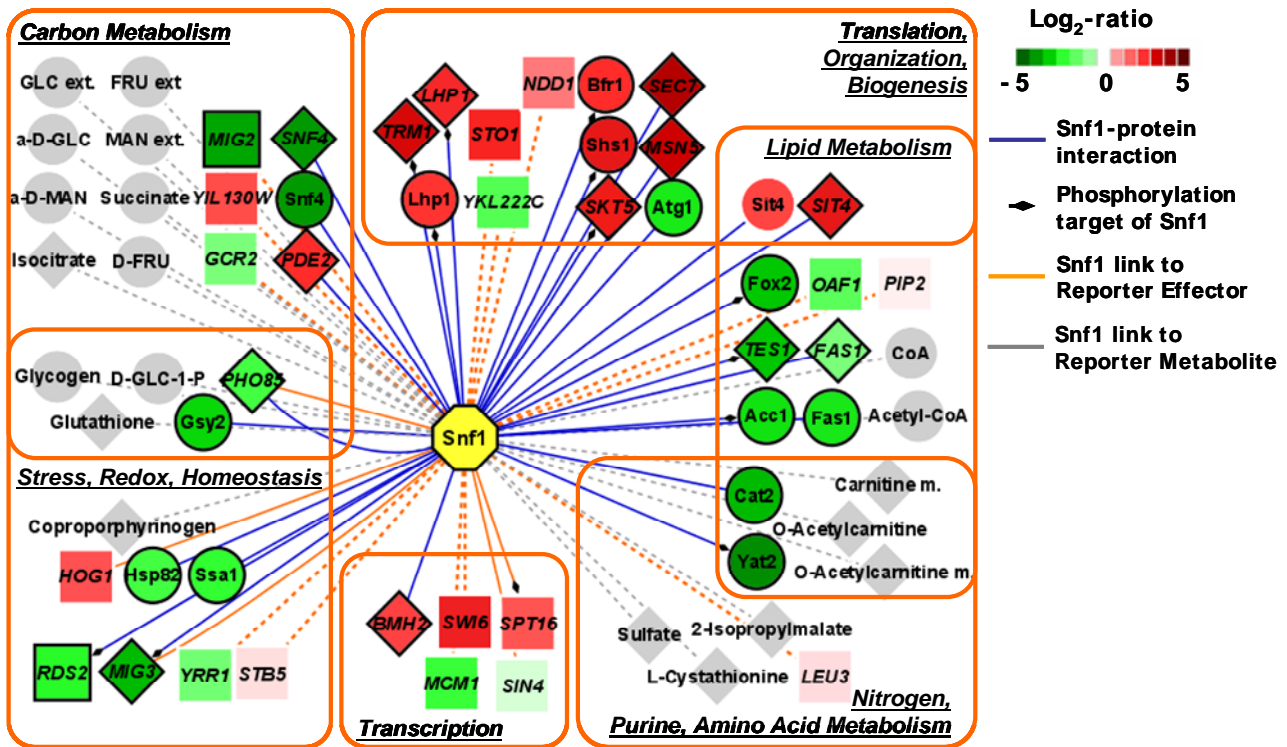 Carbon Metabolism
GLC ext. FRU ext
a-D-GLC MAN ext. MIG2 SNF4
a-D-MAN Succinate YIL130W Snf4
Isocitrate D-FRU GCR2 PDE2
Glycogen D-GLC-1-P PHO85
Glutathione Gsy2
Stress, Redox, Homeostasis
Coproporphyrinogen
HOG1 Hsp82 Ssa1
RDS2 MIG3 YRR1 STB5
Translation,
Organization,
Biogenesis
LHP1 NDD1 Bfr1 SEC7
TRM1 STO1 Shs1 MSN5
Lhp1 YKL222C SKT5 Atg1
Lipid Metabolism
Sit4 SIT4
Fox2 OAF1 PIP2
TES1 FAS1 CoA
Acc1 Fas1 Acetyl-CoA
Snf1
Cat2 Carnitine m.
O-Acetylcarnitine
Yat2 O-Acetylcarnitine m.
BMH2 SWI6 SPT16
MCM1 SIN4
Transcription
Sulfate 2-Isopropylmalate
L-Cystathionine LEU3
Nitrogen,
Purine, Amino Acid Metabolism
Log2-ratio
- 5 0 5
Snf1-protein
interaction
Phosphorylation
target of Snf1
Snf1 link to
Reporter Effector
Snf1 link to
Reporter Metabolite